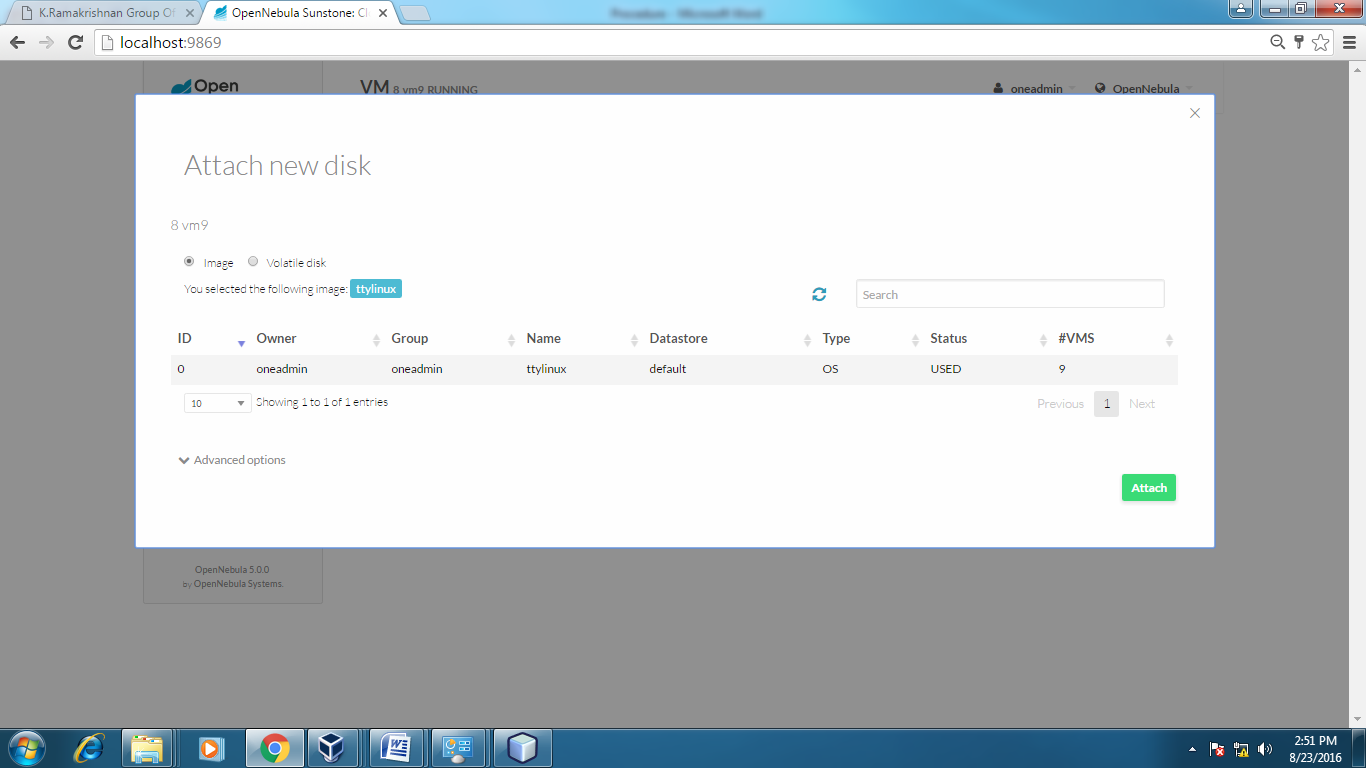 K.Ramakrishnan Group Of
OpenNebula Sunstone: Cl
Procedure - Microsoft Word
localhost:9869
Open
VM 8 vm9 RUNNING
oneadmin
OpenNebula
Attach new disk
8 vm9
Image
Volatile disk
You selected the following image: ttylinux
Search
ID Owner Group Name Datastore Type Status #VMS
0 oneadmin oneadmin ttylinux default OS USED 9
10 Showing 1 to 1 of 1 entries
Previous 1 Next
Advanced options
Attach
OpenNebula 5.0.0
by OpenNebula Systems.
2:51 PM
8/23/2016